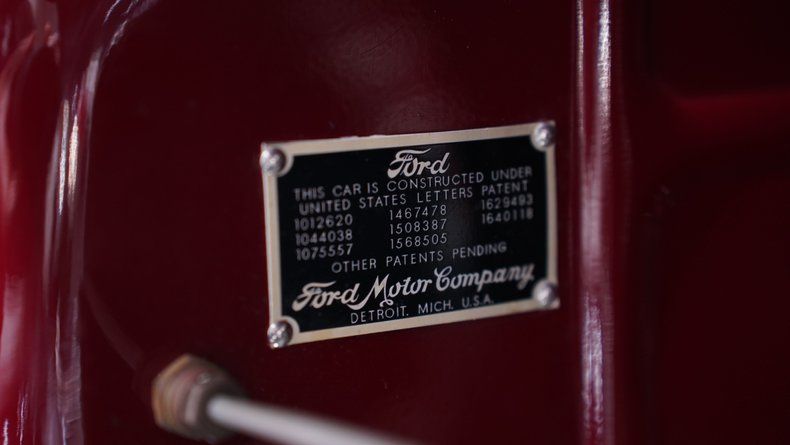 Ford
THIS CAR IS CONSTRUCTED UNDER
UNITED STATES LETTERS PATENT
1012620 1467478 1629493
1044038 1508387 1640118
1075557 1568505
OTHER PATENTS PENDING
Ford Motor Company
DETROIT. MICH. U.S.A.